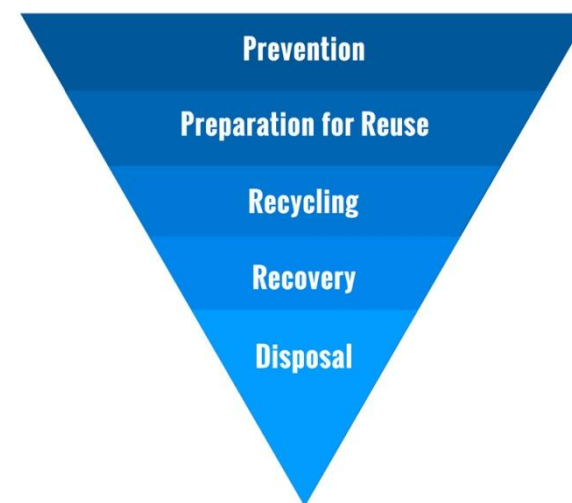 Prevention
Preparation for Reuse
Recycling
Recovery
Disposal